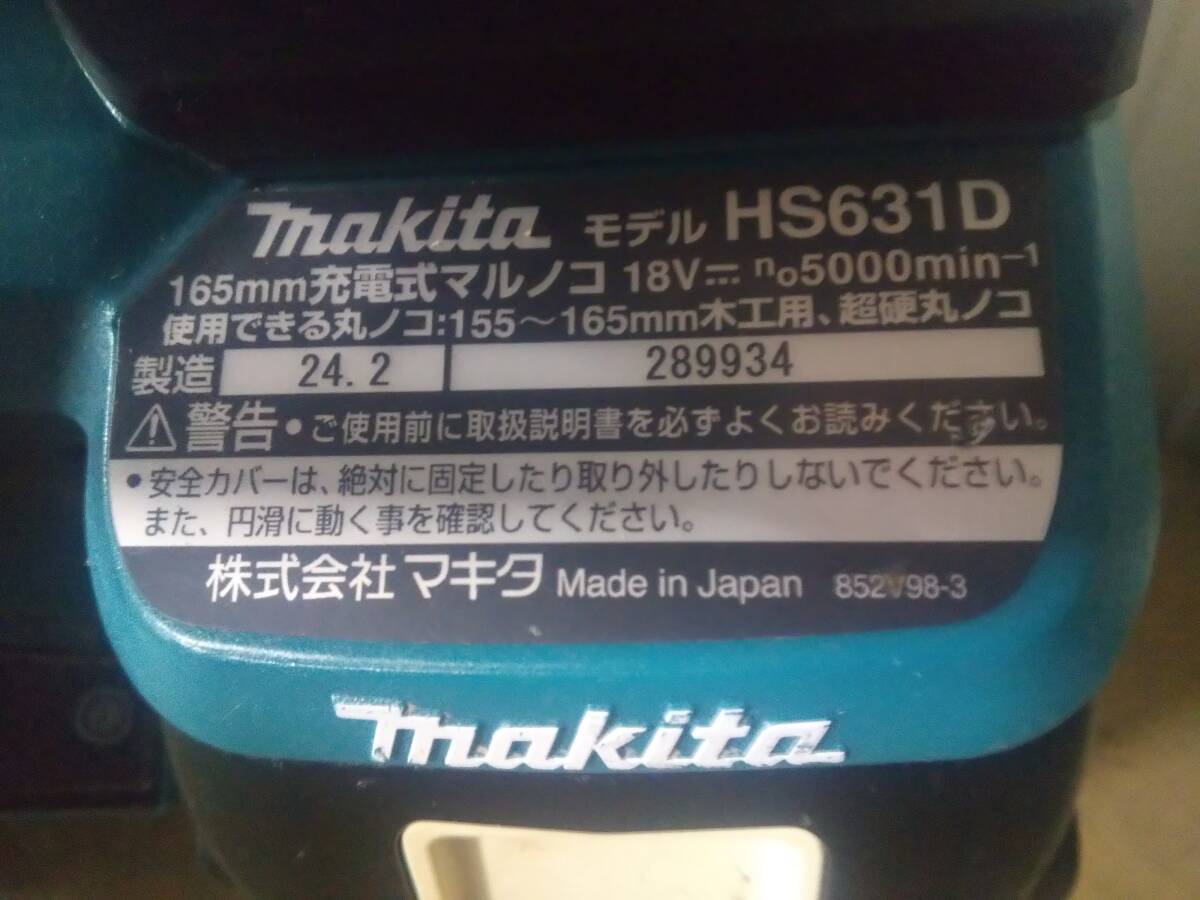 makita モデル HS631D
165mm充電式マルノコ 18V⎓ n₀5000min⁻¹
使用できる丸ノコ:155～165mm木工用、超硬丸ノコ
製造 24.2 289934
⚠警告 •ご使用前に取扱説明書を必ずよくお読みください。
•安全カバーは、絶対に固定したり取り外したりしないでください。
また、円滑に動く事を確認してください。
株式会社マキタ Made in Japan 852V98-3
makita